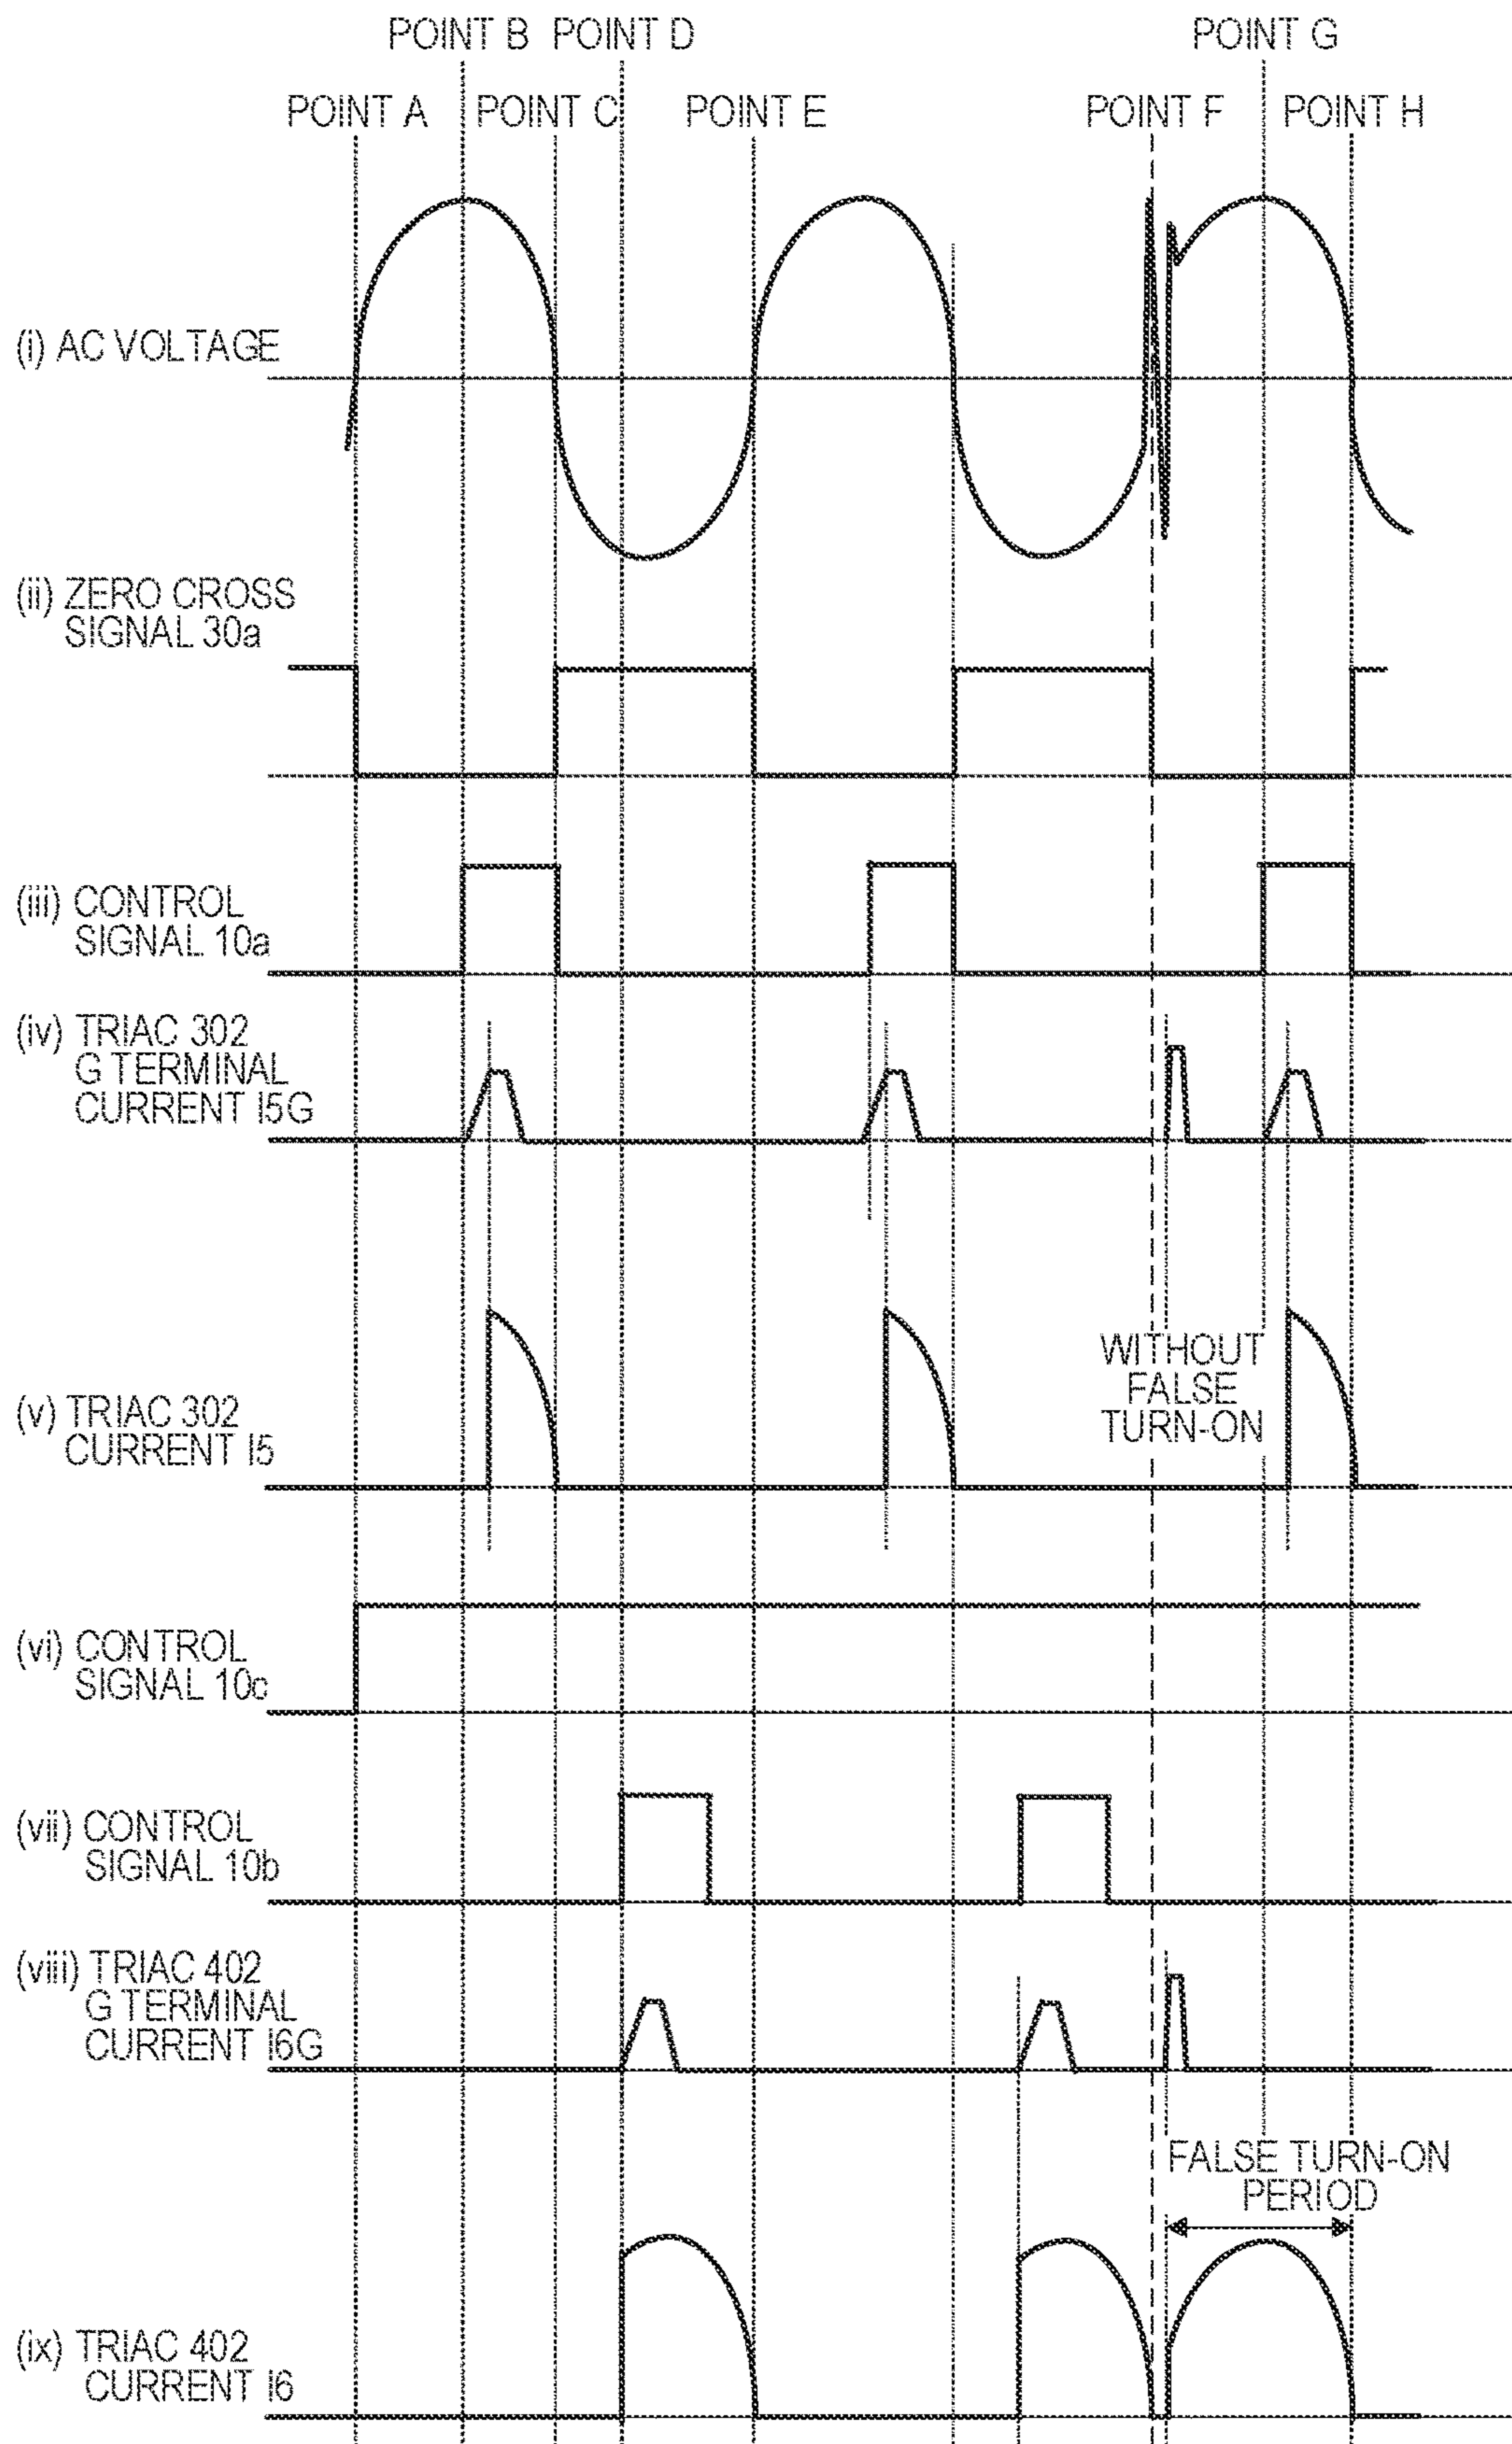 POINT B POINT D POINT G
POINT A POINT C POINT E POINT F POINT H
(i) AC VOLTAGE
(ii) ZERO CROSS
SIGNAL 30a
(iii) CONTROL
SIGNAL 10a
(iv) TRIAC 302
G TERMINAL
CURRENT I5G
WITHOUT
FALSE
TURN-ON
(v) TRIAC 302
CURRENT I5
(vi) CONTROL
SIGNAL 10c
(vii) CONTROL
SIGNAL 10b
(viii) TRIAC 402
G TERMINAL
CURRENT I6G
FALSE TURN-ON
PERIOD
(ix) TRIAC 402
CURRENT I6